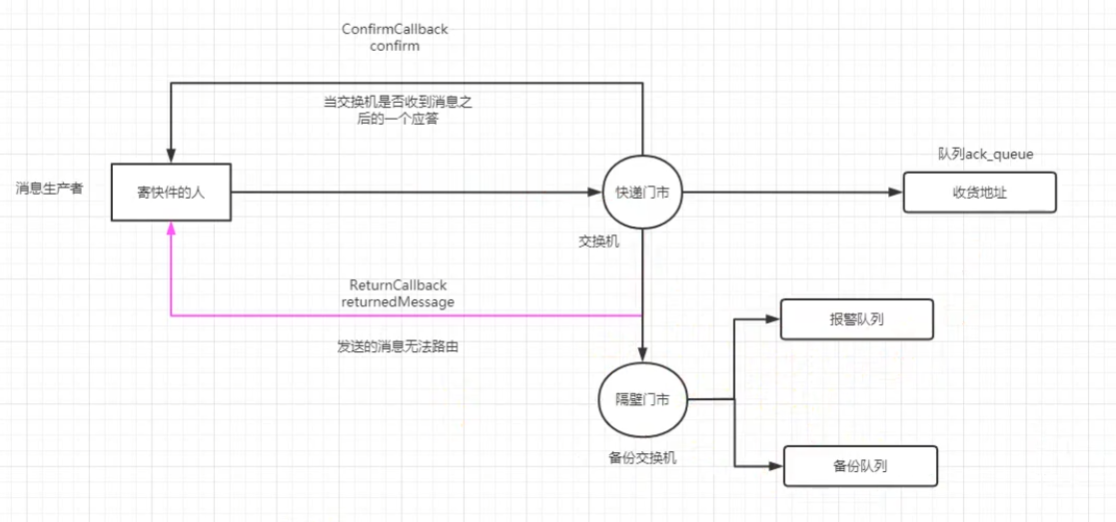 ConfirmCallback
confirm
当交换机是否收到消息之
后的一个应答
队列ack_queue
消息生产者
寄快件的人
快递门市
收货地址
交换机
ReturnCallback
returnedMessage
发送的消息无法路由
报警队列
隔壁门市
备份交换机
备份队列